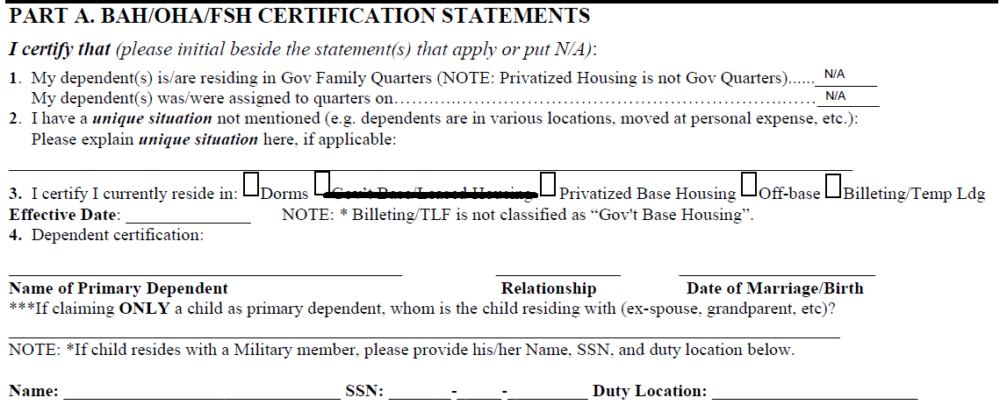 PART A. BAH/OHA/FSH CERTIFICATION STATEMENTS
I certify that (please initial beside the statement(s) that apply or put N/A):
1. My dependent(s) is/are residing in Gov Family Quarters (NOTE: Privatized Housing is not Gov Quarters)...... N/A
My dependent(s) was/were assigned to quarters on................................................................................ N/A
2. I have a unique situation not mentioned (e.g. dependents are in various locations, moved at personal expense, etc.):
Please explain unique situation here, if applicable:
3. I certify I currently reside in: Dorms Gov't Base/Leased Housing Privatized Base Housing Off-base Billeting/Temp Ldg
Effective Date: ______________ NOTE: * Billeting/TLF is not classified as “Gov't Base Housing”.
4. Dependent certification:
Name of Primary Dependent Relationship Date of Marriage/Birth
***If claiming ONLY a child as primary dependent, whom is the child residing with (ex-spouse, grandparent, etc)?
NOTE: *If child resides with a Military member, please provide his/her Name, SSN, and duty location below.
Name: ________________________________ SSN: _______-_____-_________ Duty Location: ________________________